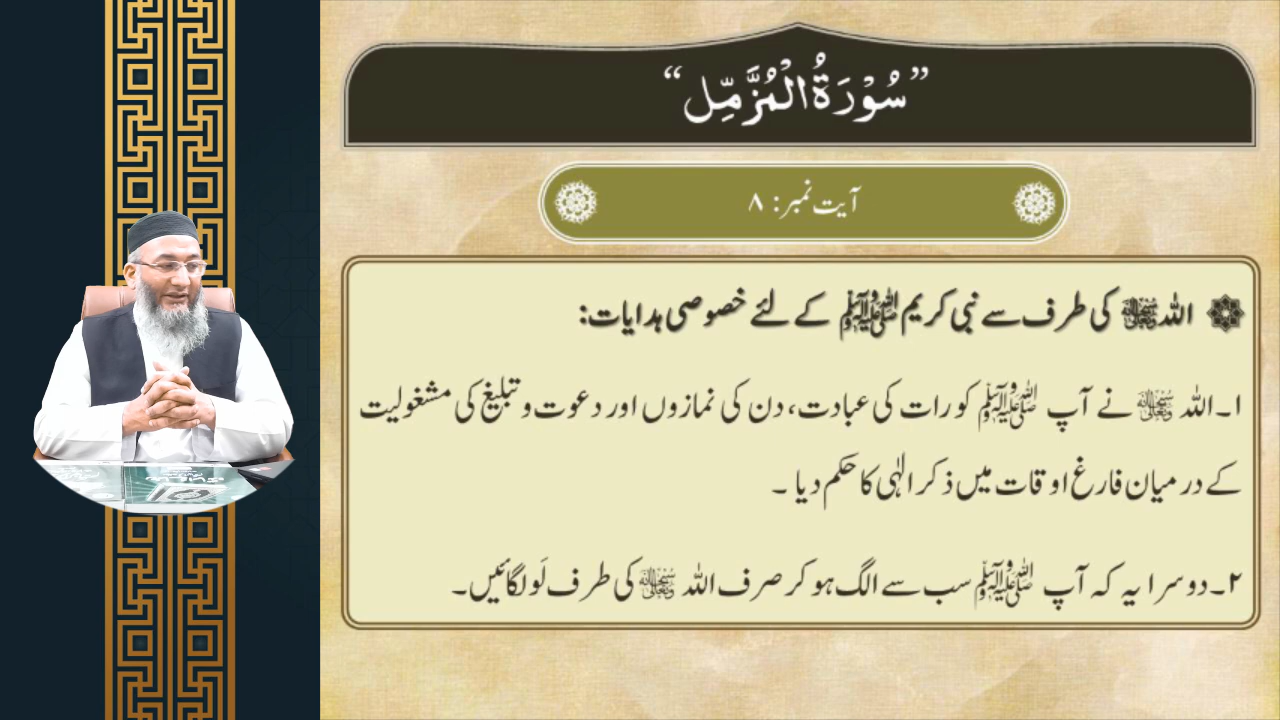 ”سُوْرَۃُ الْمُزَّمِّل“
آیت نمبر: ۸
اللہ ﷻ کی طرف سے نبی کریم ﷺ کے لئے خصوصی ہدایات:
۱۔اللہ ﷻ نے آپ ﷺ کو رات کی عبادت، دن کی نمازوں اور دعوت و تبلیغ کی مشغولیت
کے درمیان فارغ اوقات میں ذکر الٰہی کا حکم دیا ۔
۲۔دوسرا یہ کہ آپ ﷺ سب سے الگ ہو کر صرف اللہ ﷻ کی طرف لَو لگائیں۔